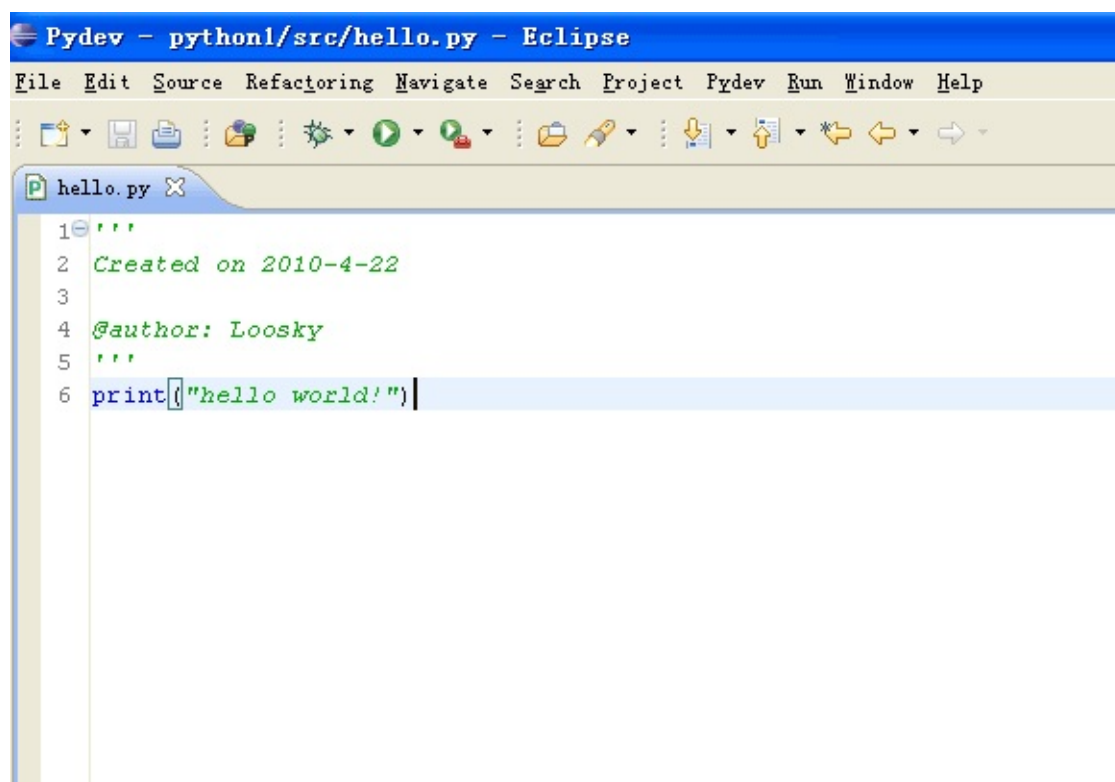 Pydev - python1/src/hello.py - Eclipse
File Edit Source Refactoring Navigate Search Project Pydev Run Window Help
hello.py
1 '''
2 Created on 2010-4-22
3
4 @author: Loosky
5 '''
6 print("hello world!")